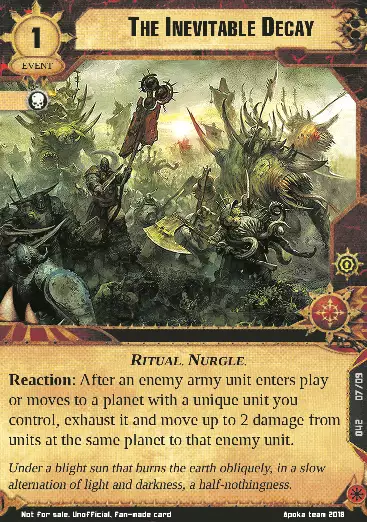 The Inevitable Decay
1
EVENT
Ritual. Nurgle.
Reaction: After an enemy army unit enters play
or moves to a planet with a unique unit you
control, exhaust it and move up to 2 damage from
units at the same planet to that enemy unit.
Under a blight sun that burns the earth obliquely, in a slow
alternation of light and darkness, a half-nothingness.
042 07/09
Not for sale. Unofficial. Fan-made card
Apoka team 2018